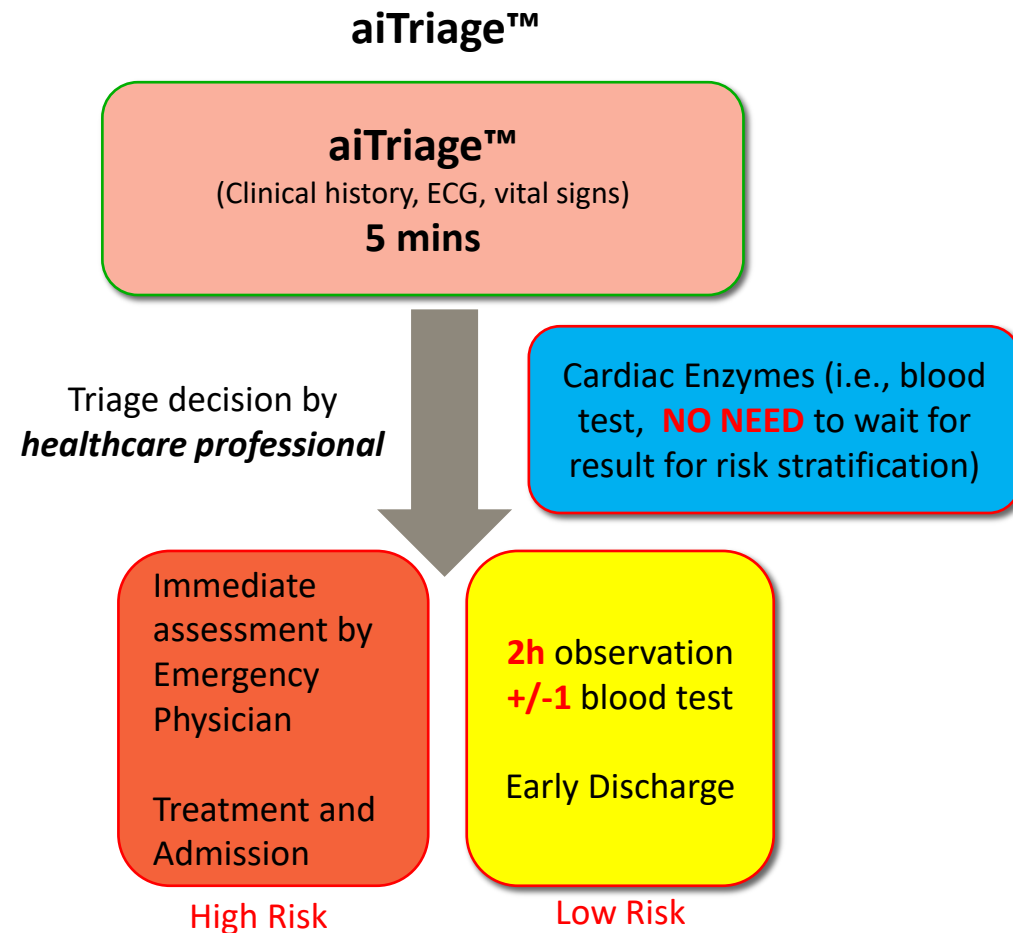 aiTriage™
aiTriage™
(Clinical history, ECG, vital signs)
5 mins
Triage decision by
healthcare professional
Cardiac Enzymes (i.e., blood
test, NO NEED to wait for
result for risk stratification)
Immediate
assessment by
Emergency
Physician
Treatment and
Admission
High Risk
2h observation
+/-1 blood test
Early Discharge
Low Risk